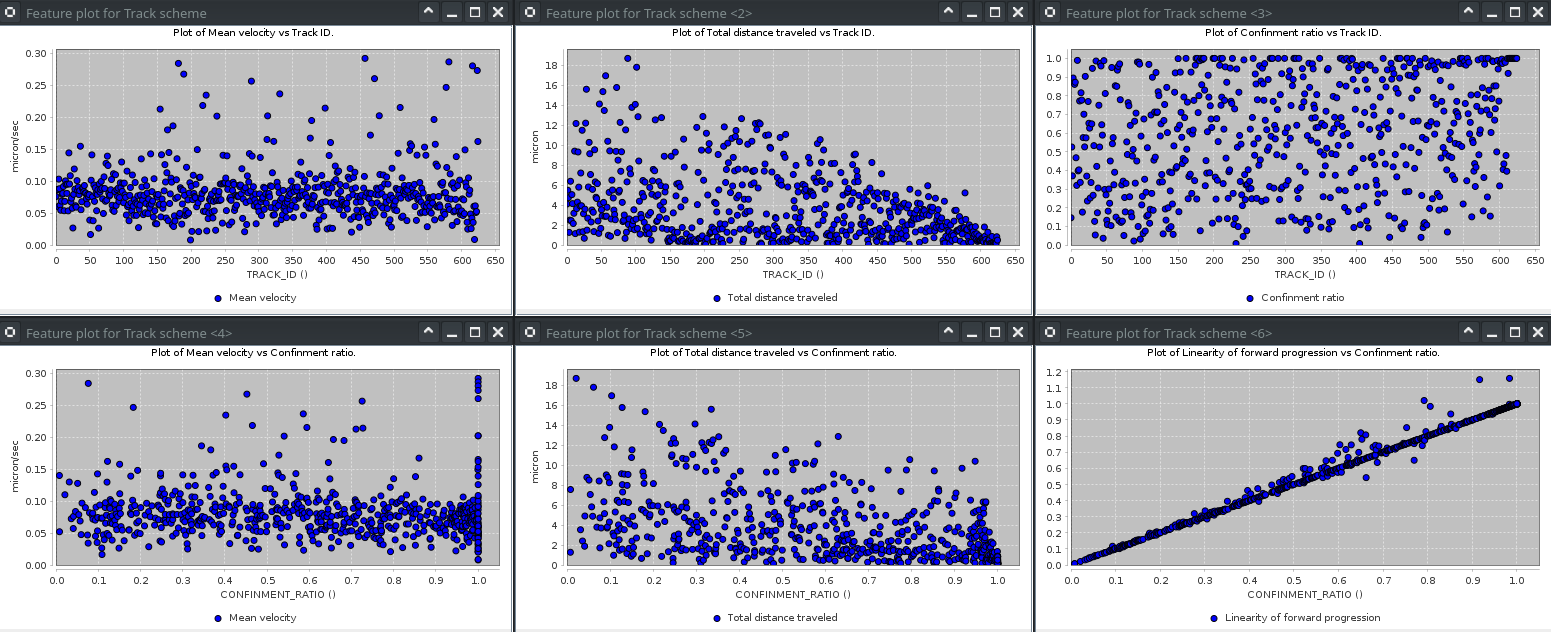 Feature plot for Track scheme
Plot of Mean velocity vs Track ID.
0.30
0.25
0.20
0.15
0.10
0.05
0.00
micron/sec
0 50 100 150 200 250 300 350 400 450 500 550 600 650
TRACK_ID ()
Mean velocity
Feature plot for Track scheme <2>
Plot of Total distance traveled vs Track ID.
18
16
14
12
10
8
6
4
2
0
micron
0 50 100 150 200 250 300 350 400 450 500 550 600 650
TRACK_ID ()
Total distance traveled
Feature plot for Track scheme <3>
Plot of Confinment ratio vs Track ID.
1.0
0.9
0.8
0.7
0.6
0.5
0.4
0.3
0.2
0.1
0.0
0 50 100 150 200 250 300 350 400 450 500 550 600 650
TRACK_ID ()
Confinment ratio
Feature plot for Track scheme <4>
Plot of Mean velocity vs Confinment ratio.
0.30
0.25
0.20
0.15
0.10
0.05
0.00
micron/sec
0.0 0.1 0.2 0.3 0.4 0.5 0.6 0.7 0.8 0.9 1.0
CONFINMENT_RATIO ()
Mean velocity
Feature plot for Track scheme <5>
Plot of Total distance traveled vs Confinment ratio.
18
16
14
12
10
8
6
4
2
0
micron
0.0 0.1 0.2 0.3 0.4 0.5 0.6 0.7 0.8 0.9 1.0
CONFINMENT_RATIO ()
Total distance traveled
Feature plot for Track scheme <6>
Plot of Linearity of forward progression vs Confinment ratio.
1.2
1.1
1.0
0.9
0.8
0.7
0.6
0.5
0.4
0.3
0.2
0.1
0.0
0.0 0.1 0.2 0.3 0.4 0.5 0.6 0.7 0.8 0.9 1.0
CONFINMENT_RATIO ()
Linearity of forward progression